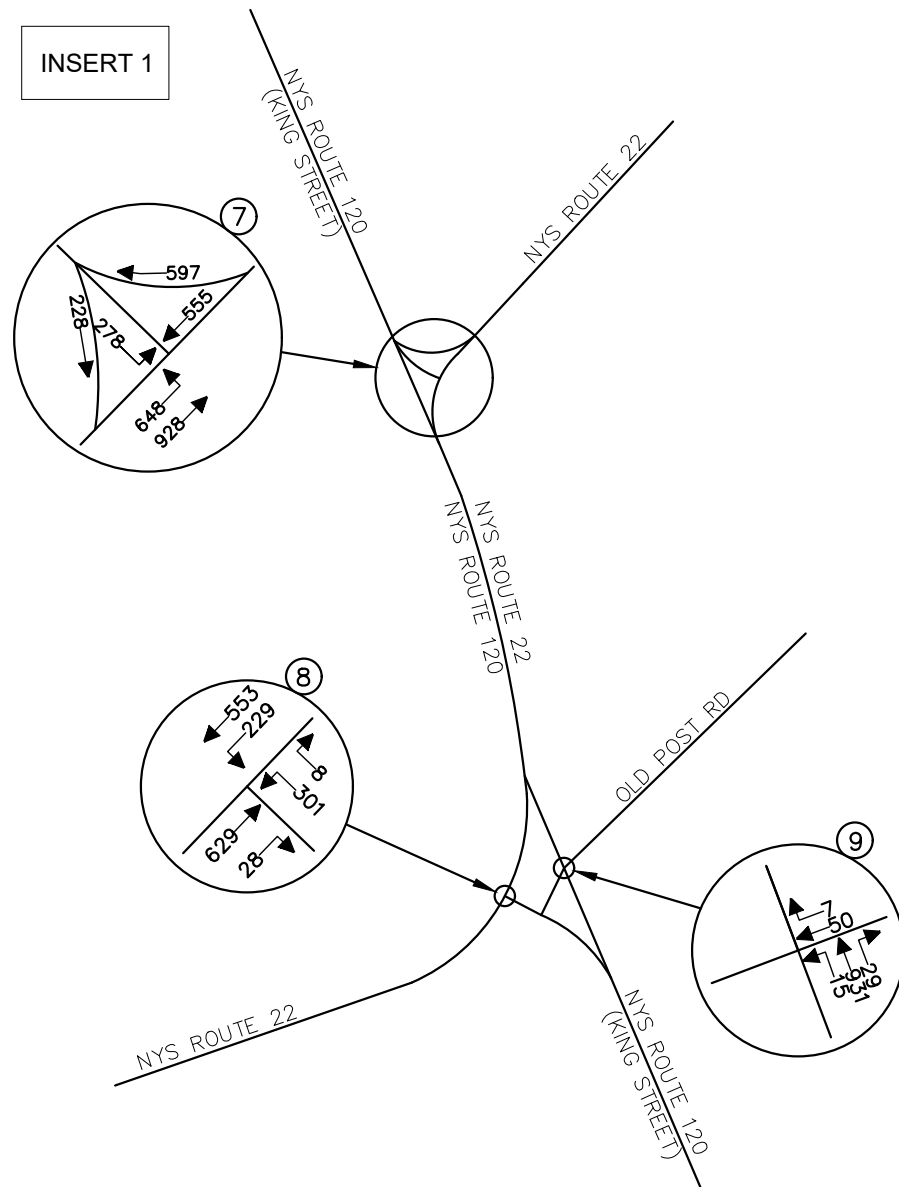 INSERT 1
NYS ROUTE 120
(KING STREET)
NYS ROUTE 22
7
597
228
278
555
648
928
NYS ROUTE 22
NYS ROUTE 120
8
553
229
8
301
629
28
OLD POST RD
9
7
50
15
931
29
NYS ROUTE 22
NYS ROUTE 120
(KING STREET)